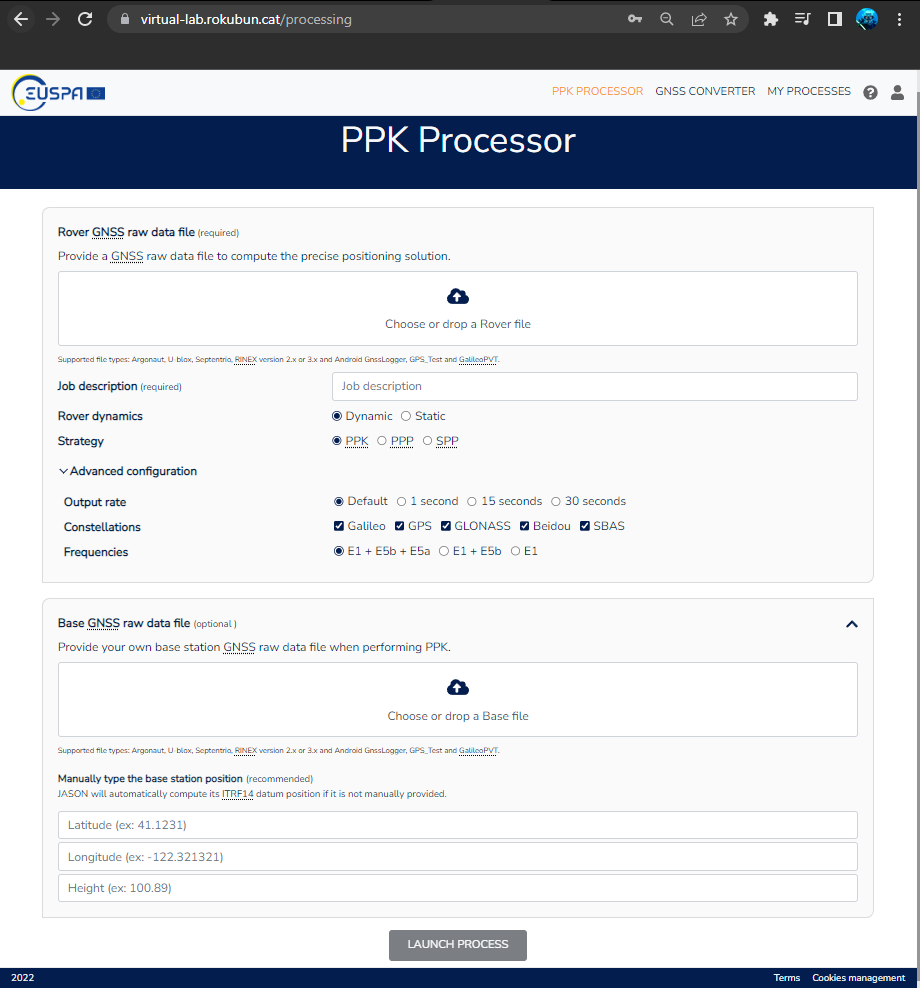 virtual-lab.rokubun.cat/processing
EUSPA
PPK PROCESSOR GNSS CONVERTER MY PROCESSES ?
PPK Processor
Rover GNSS raw data file (required)
Provide a GNSS raw data file to compute the precise positioning solution.
Choose or drop a Rover file
Supported file types: Argonaut, U-blox, Septentrio, RINEX version 2.x or 3.x and Android GnssLogger, GPS_Test and GalileoPVT.
Job description (required) Job description
Rover dynamics Dynamic Static
Strategy PPK PPP SPP
Advanced configuration
Output rate Default 1 second 15 seconds 30 seconds
Constellations Galileo GPS GLONASS Beidou SBAS
Frequencies E1 + E5b + E5a E1 + E5b E1
Base GNSS raw data file (optional )
Provide your own base station GNSS raw data file when performing PPK.
Choose or drop a Base file
Supported file types: Argonaut, U-blox, Septentrio, RINEX version 2.x or 3.x and Android GnssLogger, GPS_Test and GalileoPVT.
Manually type the base station position (recommended)
JASON will automatically compute its ITRF14 datum position if it is not manually provided.
Latitude (ex: 41.1231)
Longitude (ex: -122.321321)
Height (ex: 100.89)
LAUNCH PROCESS
2022 Terms Cookies management